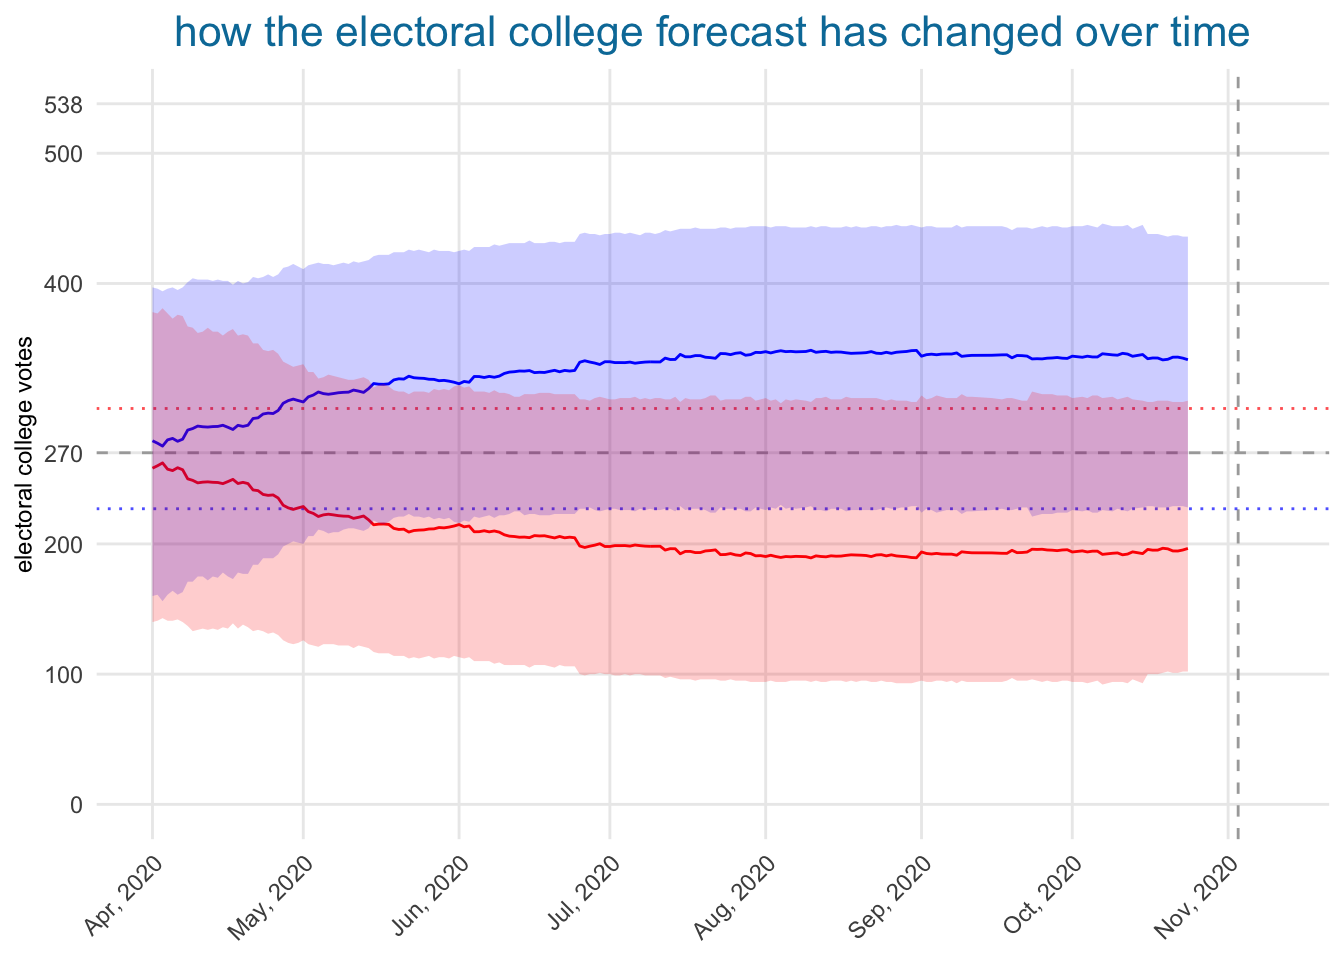 how the electoral college forecast has changed over time
538
500
400
270
200
100
0
electoral college votes
Apr, 2020
May, 2020
Jun, 2020
Jul, 2020
Aug, 2020
Sep, 2020
Oct, 2020
Nov, 2020